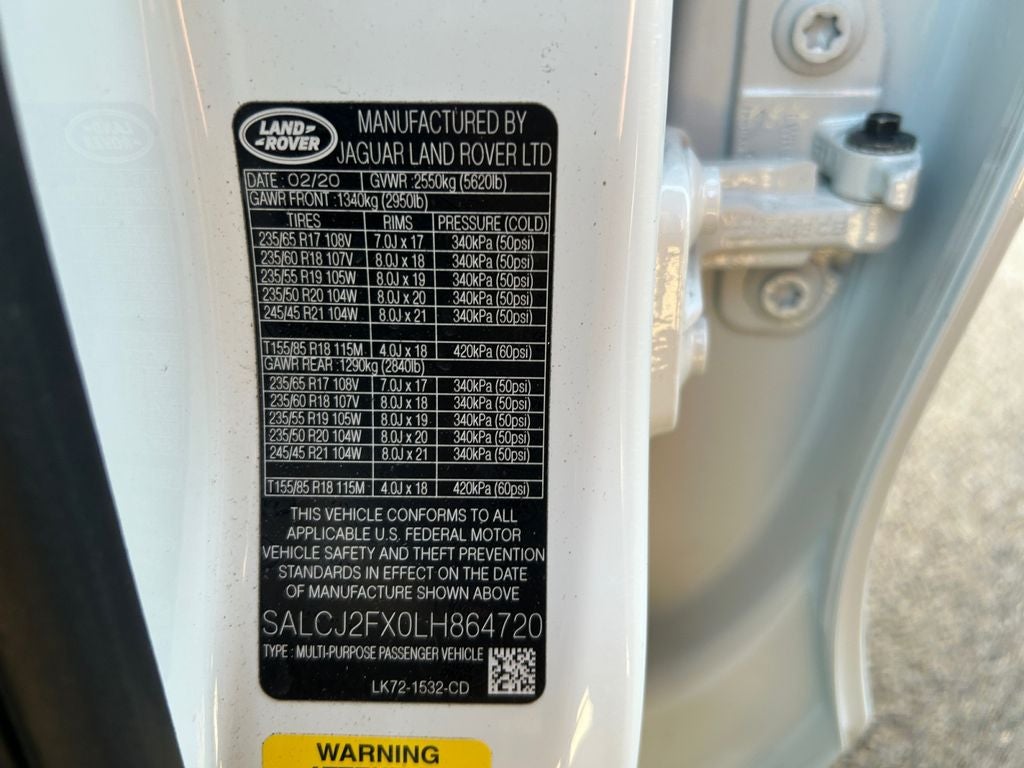 LAND-
-ROVER
MANUFACTURED BY
JAGUAR LAND ROVER LTD
DATE : 02/20 GVWR : 2550kg (5620lb)
GAWR FRONT : 1340kg (2950lb)
TIRES RIMS PRESSURE (COLD)
235/65 R17 108V 7.0J x 17 340kPa (50psi)
235/60 R18 107V 8.0J x 18 340kPa (50psi)
235/55 R19 105W 8.0J x 19 340kPa (50psi)
235/50 R20 104W 8.0J x 20 340kPa (50psi)
245/45 R21 104W 8.0J x 21 340kPa (50psi)
T155/85 R18 115M 4.0J x 18 420kPa (60psi)
GAWR REAR : 1290kg (2840lb)
235/65 R17 108V 7.0J x 17 340kPa (50psi)
235/60 R18 107V 8.0J x 18 340kPa (50psi)
235/55 R19 105W 8.0J x 19 340kPa (50psi)
235/50 R20 104W 8.0J x 20 340kPa (50psi)
245/45 R21 104W 8.0J x 21 340kPa (50psi)
T155/85 R18 115M 4.0J x 18 420kPa (60psi)
THIS VEHICLE CONFORMS TO ALL
APPLICABLE U.S. FEDERAL MOTOR
VEHICLE SAFETY AND THEFT PREVENTION
STANDARDS IN EFFECT ON THE DATE
OF MANUFACTURE SHOWN ABOVE
SALCJ2FX0LH864720
TYPE : MULTI-PURPOSE PASSENGER VEHICLE
LK72-1532-CD
WARNING